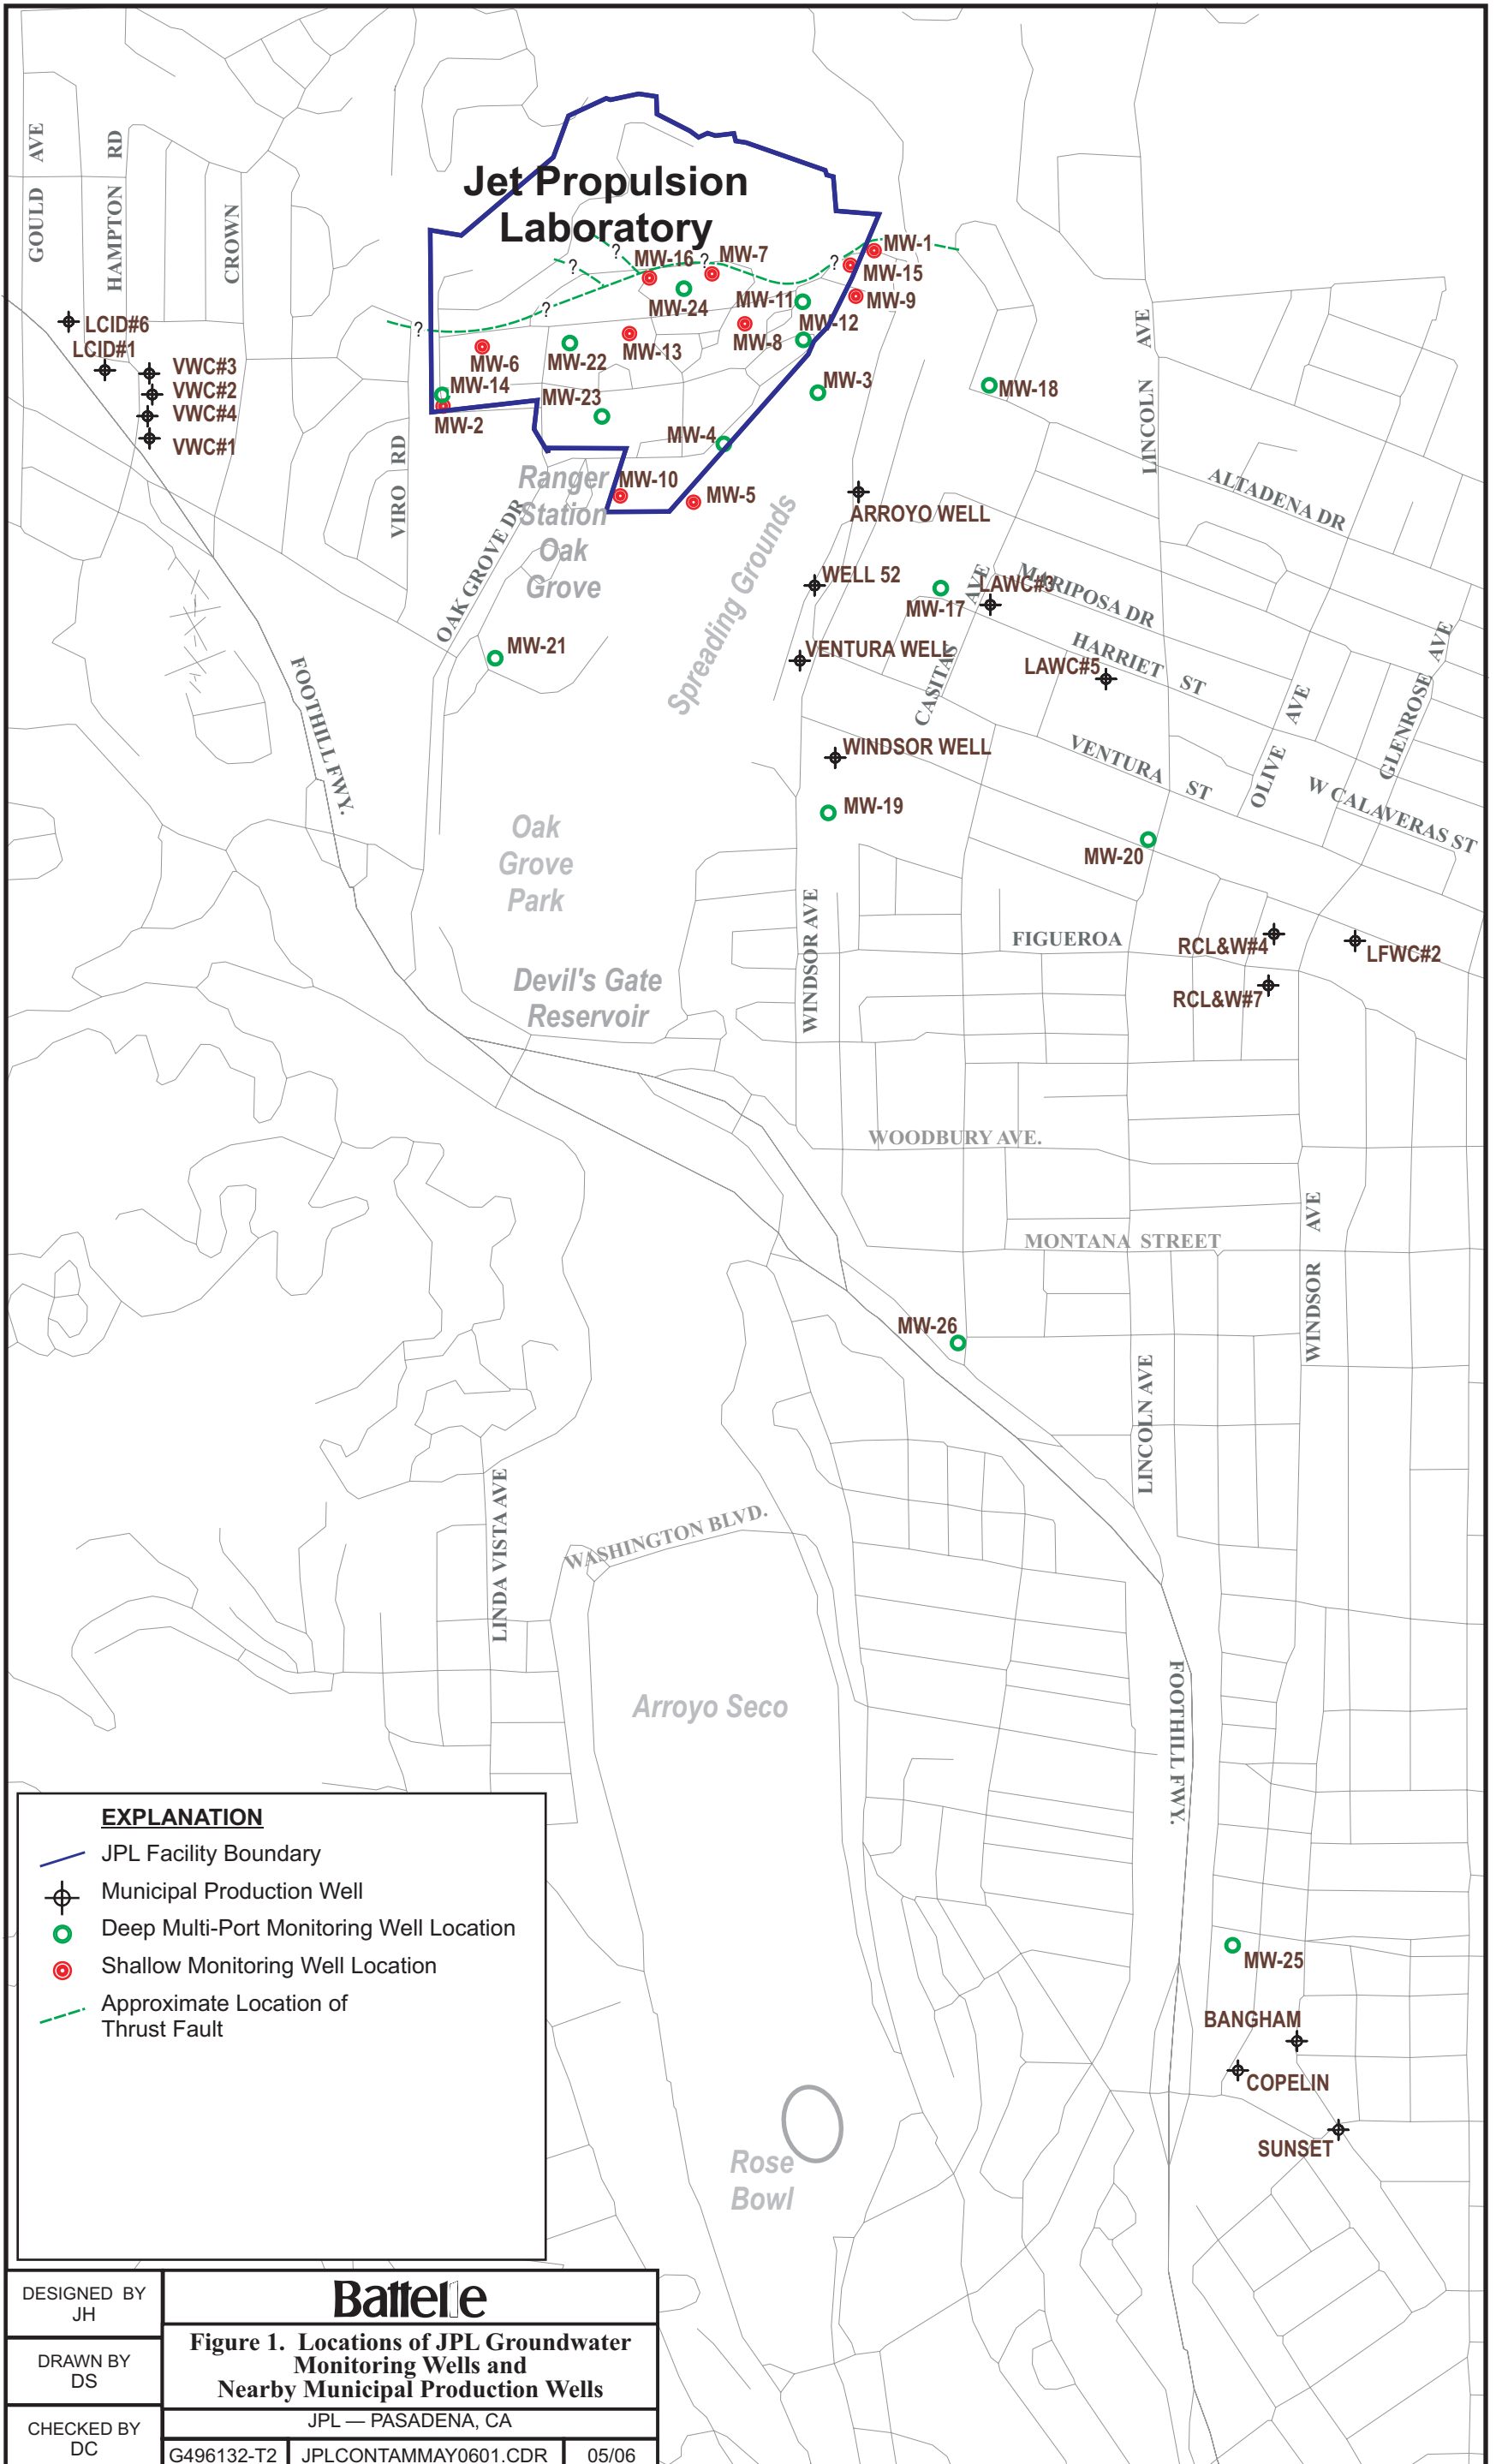 Jet Propulsion
Laboratory
GOULD AVE
HAMPTON RD
CROWN
VIRO RD
OAK GROVE DR
FOOTHILL FWY.
LCID#6
LCID#1
VWC#3
VWC#2
VWC#4
VWC#1
?
?
?
?
?
?
MW-16
MW-7
MW-1
MW-15
MW-9
MW-24
MW-11
MW-12
MW-8
MW-13
MW-22
MW-6
MW-14
MW-2
MW-23
MW-3
MW-4
MW-18
MW-10
MW-5
Ranger
Station
Oak
Grove
Spreading Grounds
ARROYO WELL
WELL 52
MW-17
LAWC#3
VENTURA WELL
LAWC#5
MW-21
WINDSOR WELL
MW-19
MW-20
LINCOLN AVE
ALTADENA DR
MARIPOSA DR
HARRIET ST
CASITAS AVE
VENTURA ST
OLIVE AVE
GLENROSE AVE
W CALAVERAS ST
Oak
Grove
Park
Devil's Gate
Reservoir
WINDSOR AVE
FIGUEROA
RCL&W#4
LFWC#2
RCL&W#7
WOODBURY AVE.
MONTANA STREET
WINDSOR AVE
MW-26
LINCOLN AVE
LINDA VISTA AVE
WASHINGTON BLVD.
Arroyo Seco
FOOTHILL FWY.
MW-25
BANGHAM
COPELIN
SUNSET
Rose
Bowl
EXPLANATION
JPL Facility Boundary
Municipal Production Well
Deep Multi-Port Monitoring Well Location
Shallow Monitoring Well Location
Approximate Location of
Thrust Fault
DESIGNED BY
JH
DRAWN BY
DS
CHECKED BY
DC
Battelle
Figure 1. Locations of JPL Groundwater
Monitoring Wells and
Nearby Municipal Production Wells
JPL — PASADENA, CA
G496132-T2 JPLCONTAMMAY0601.CDR 05/06